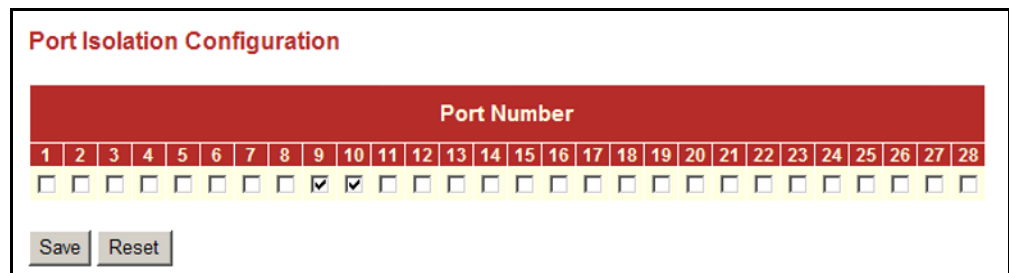 Port Isolation Configuration
Port Number
1 2 3 4 5 6 7 8 9 10 11 12 13 14 15 16 17 18 19 20 21 22 23 24 25 26 27 28
Save Reset